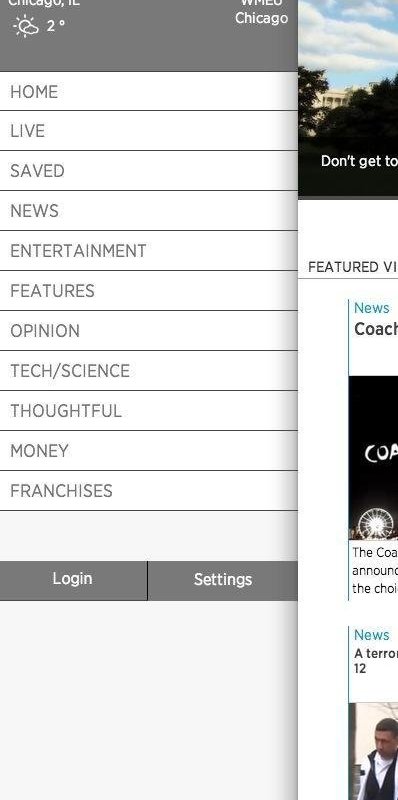 Chicago, IL
WMEU
2°
Chicago
HOME
LIVE
SAVED
NEWS
ENTERTAINMENT
FEATURES
OPINION
TECH/SCIENCE
THOUGHTFUL
MONEY
FRANCHISES
Login
Settings
Don't get to
FEATURED VI
News
Coach
COA
The Coa
announc
the choi
News
A terror
12